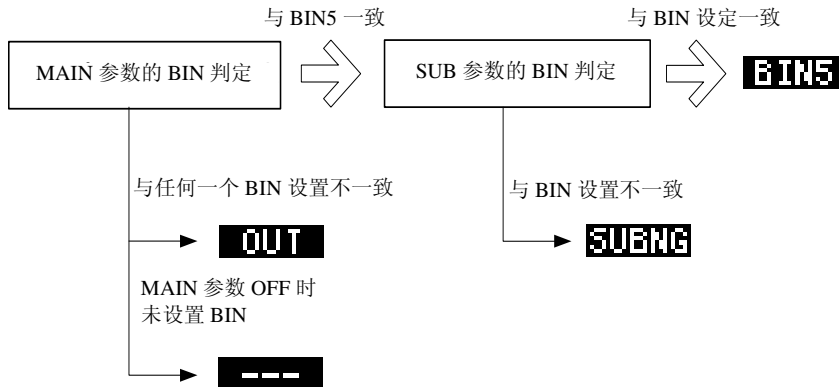 与 BIN5 一致
与 BIN 设定一致
MAIN 参数的 BIN 判定
SUB 参数的 BIN 判定
BIN5
与任何一个 BIN 设置不一致
与 BIN 设置不一致
OUT
SUBNG
MAIN 参数 OFF 时
未设置 BIN
---